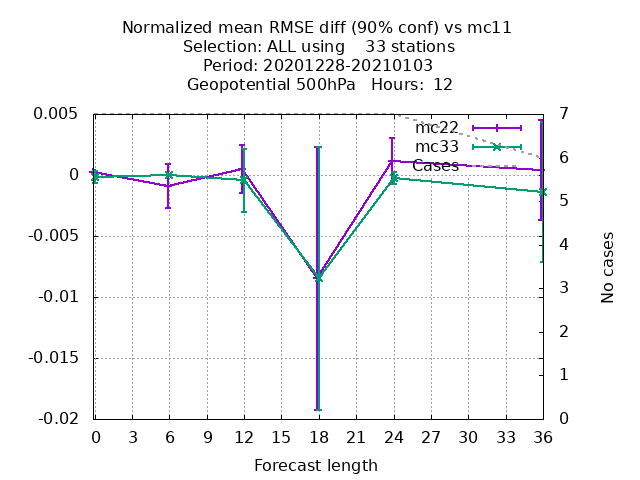 Normalized mean RMSE diff (90% conf) vs mc11
Selection: ALL using    33 stations
Period: 20201228-20210103
Geopotential 500hPa   Hours:  12
0.005
0
-0.005
-0.01
-0.015
-0.02
7
6
5
4
3
2
1
0
mc22
mc33
Cases
No cases
0 3 6 9 12 15 18 21 24 27 30 33 36
Forecast length